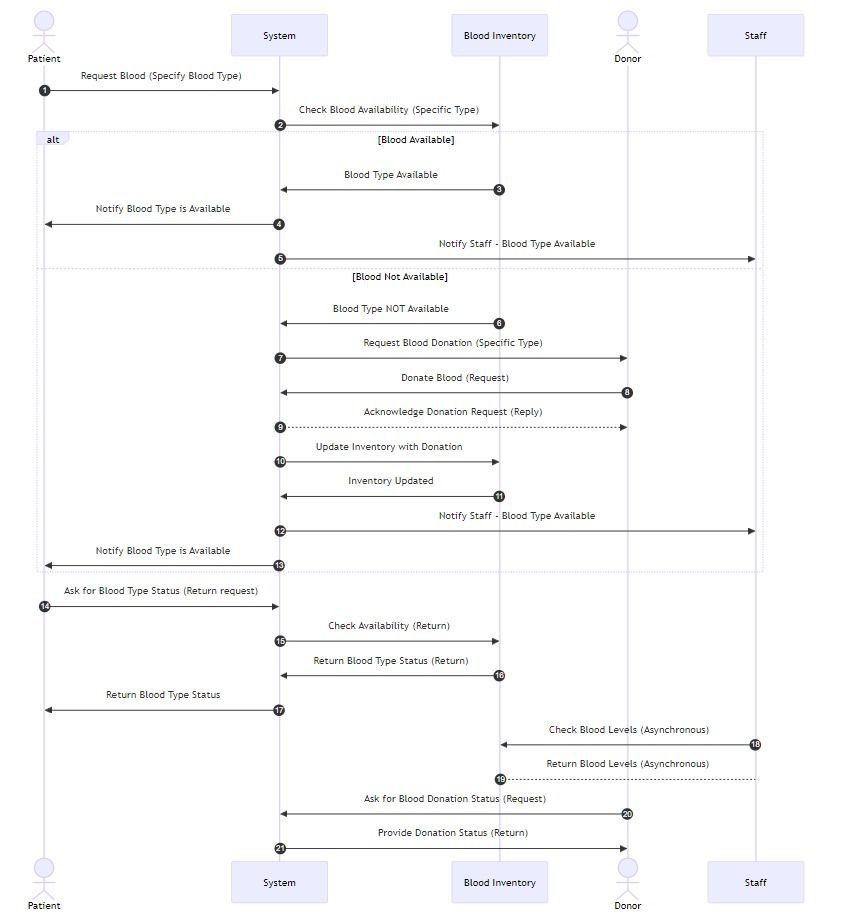 Patient
System
Blood Inventory
Donor
Staff
Request Blood (Specify Blood Type)
1
Check Blood Availability (Specific Type)
2
alt
[Blood Available]
Blood Type Available
3
Notify Blood Type is Available
4
Notify Staff - Blood Type Available
5
[Blood Not Available]
Blood Type NOT Available
6
Request Blood Donation (Specific Type)
7
Donate Blood (Request)
8
Acknowledge Donation Request (Reply)
9
Update Inventory with Donation
10
Inventory Updated
11
Notify Staff - Blood Type Available
12
Notify Blood Type is Available
13
Ask for Blood Type Status (Return request)
14
Check Availability (Return)
15
Return Blood Type Status (Return)
16
Return Blood Type Status
17
Check Blood Levels (Asynchronous)
18
Return Blood Levels (Asynchronous)
19
Ask for Blood Donation Status (Request)
20
Provide Donation Status (Return)
21
Patient
System
Blood Inventory
Donor
Staff